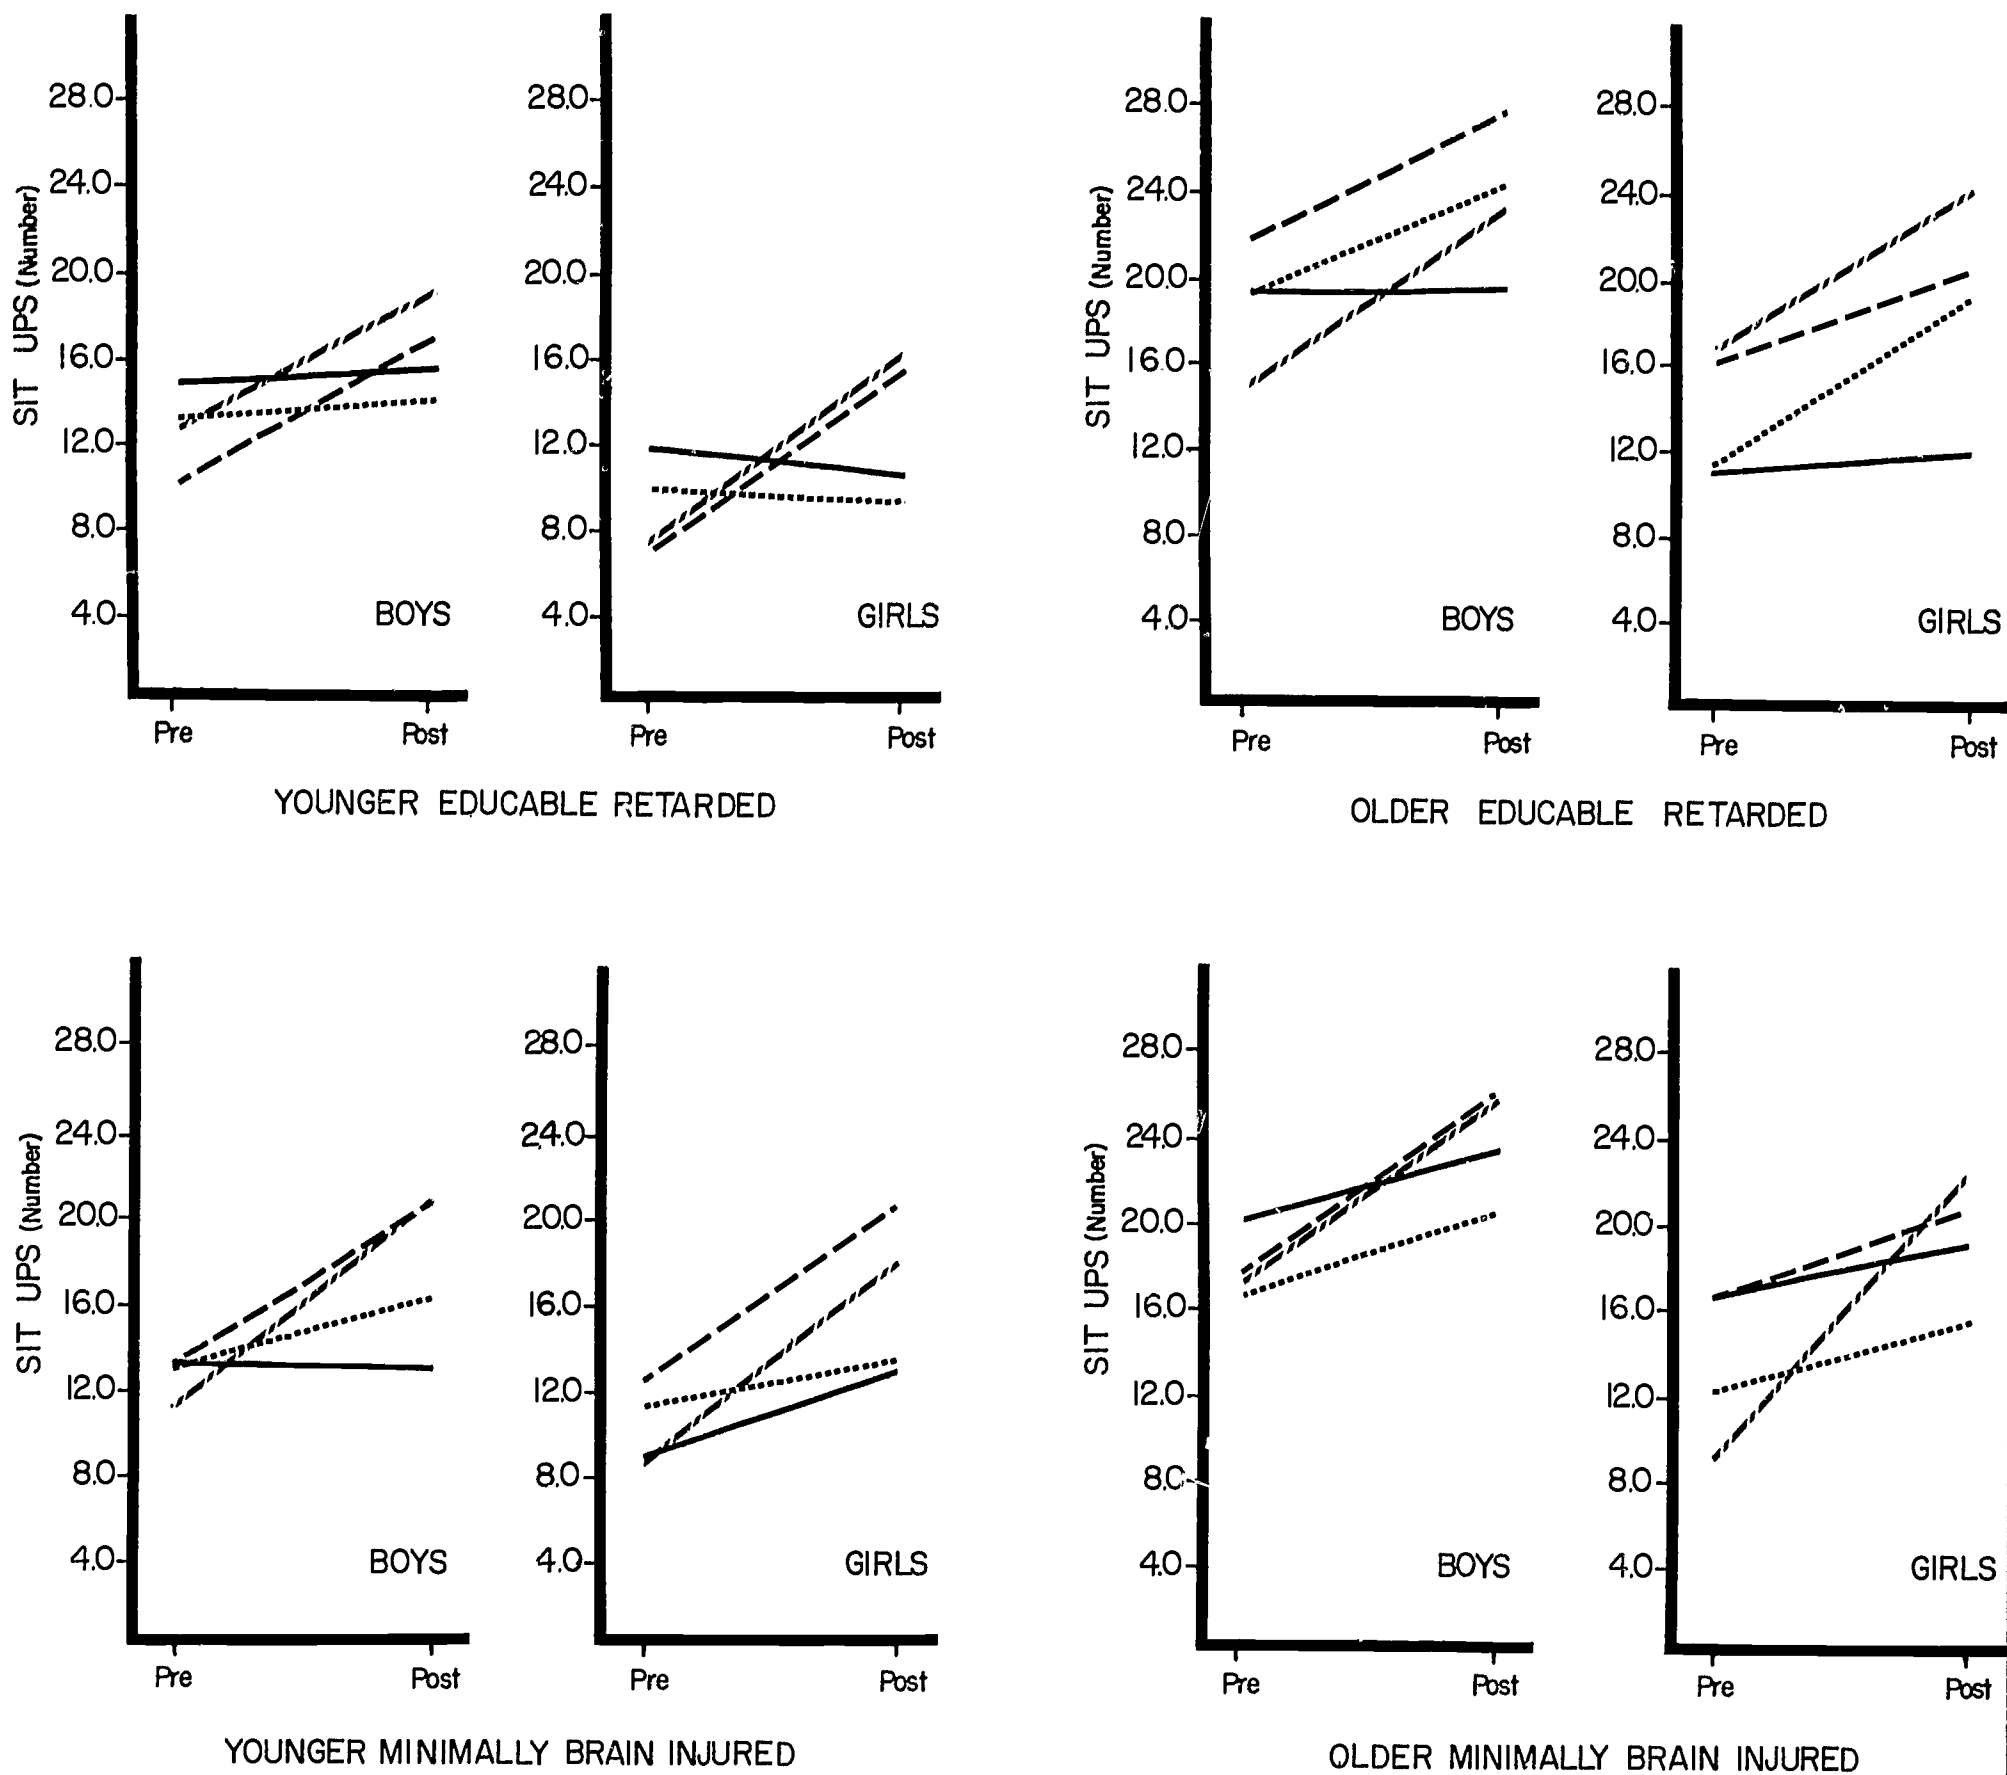 28.0
24.0
20.0
16.0
12.0
8.0
4.0
SIT UPS (Number)
BOYS
Pre Post
28.0
24.0
20.0
16.0
12.0
8.0
4.0
GIRLS
Pre Post
YOUNGER EDUCABLE RETARDED
28.0
24.0
20.0
16.0
12.0
8.0
4.0
SIT UPS (Number)
BOYS
Pre Post
28.0
24.0
20.0
16.0
12.0
8.0
4.0
GIRLS
Pre Post
OLDER EDUCABLE RETARDED
28.0
24.0
20.0
16.0
12.0
8.0
4.0
SIT UPS (Number)
BOYS
Pre Post
28.0
24.0
20.0
16.0
12.0
8.0
4.0
GIRLS
Pre Post
YOUNGER MINIMALLY BRAIN INJURED
28.0
24.0
20.0
16.0
12.0
8.0
4.0
SIT UPS (Number)
BOYS
Pre Post
28.0
24.0
20.0
16.0
12.0
8.0
4.0
GIRLS
Pre Post
OLDER MINIMALLY BRAIN INJURED